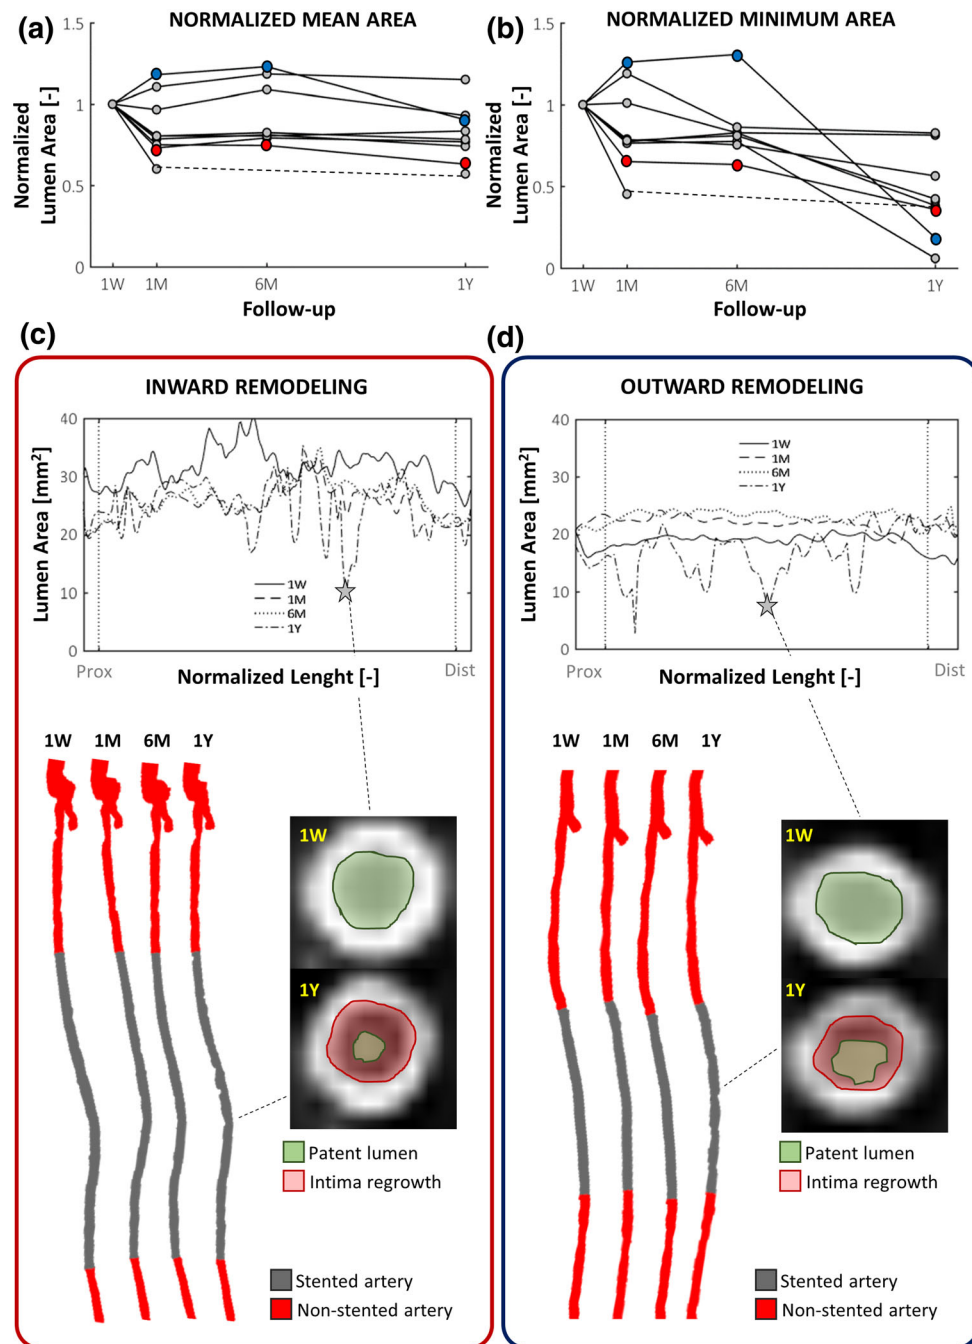 (a)
NORMALIZED MEAN AREA
1.5
1
0.5
0
Normalized
Lumen Area [-]
1W 1M 6M 1Y
Follow-up
(b)
NORMALIZED MINIMUM AREA
1.5
1
0.5
0
Normalized
Lumen Area [-]
1W 1M 6M 1Y
Follow-up
(c)
INWARD REMODELING
40
30
20
10
0
Lumen Area [mm²]
1W
1M
6M
1Y
Prox Dist
Normalized Lenght [-]
1W 1M 6M 1Y
1W
1Y
Patent lumen
Intima regrowth
Stented artery
Non-stented artery
(d)
OUTWARD REMODELING
40
30
20
10
0
Lumen Area [mm²]
1W
1M
6M
1Y
Prox Dist
Normalized Lenght [-]
1W 1M 6M 1Y
1W
1Y
Patent lumen
Intima regrowth
Stented artery
Non-stented artery